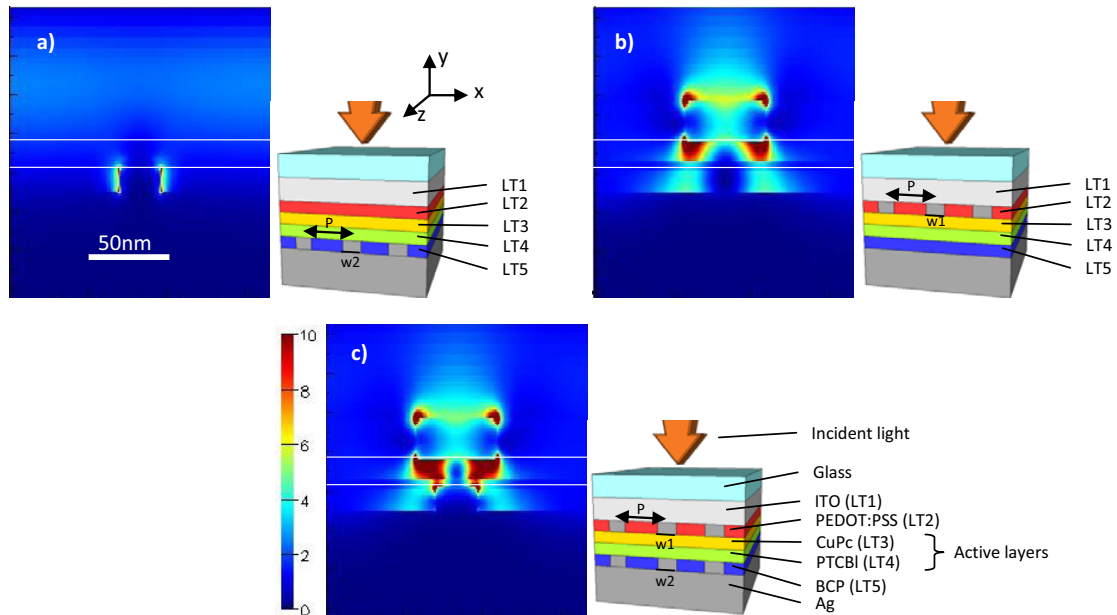 a)
y
x
z
P
w2
LT1
LT2
LT3
LT4
LT5
50nm
b)
P
w1
LT1
LT2
LT3
LT4
LT5
c)
10
8
6
4
2
0
P
w1
w2
Incident light
Glass
ITO (LT1)
PEDOT:PSS (LT2)
CuPc (LT3)
PTCBl (LT4)
BCP (LT5)
Ag
Active layers